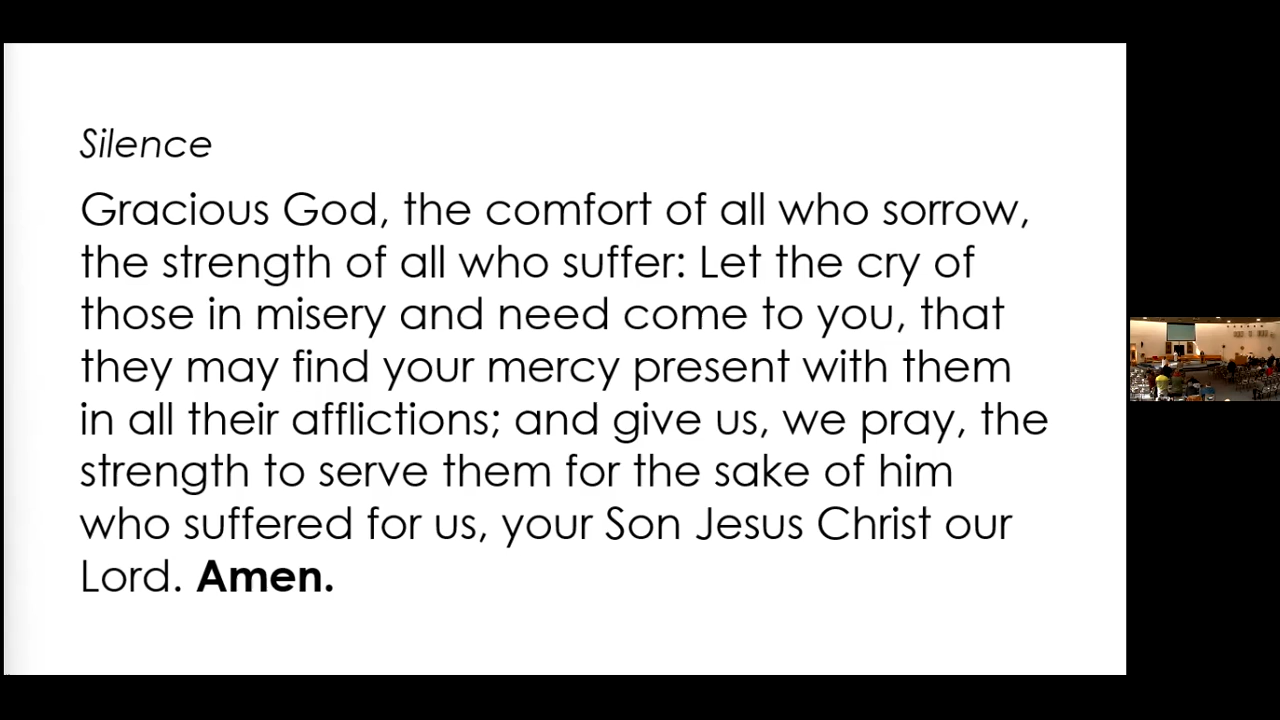 Silence
Gracious God, the comfort of all who sorrow,
the strength of all who suffer: Let the cry of
those in misery and need come to you, that
they may find your mercy present with them
in all their afflictions; and give us, we pray, the
strength to serve them for the sake of him
who suffered for us, your Son Jesus Christ our
Lord. Amen.